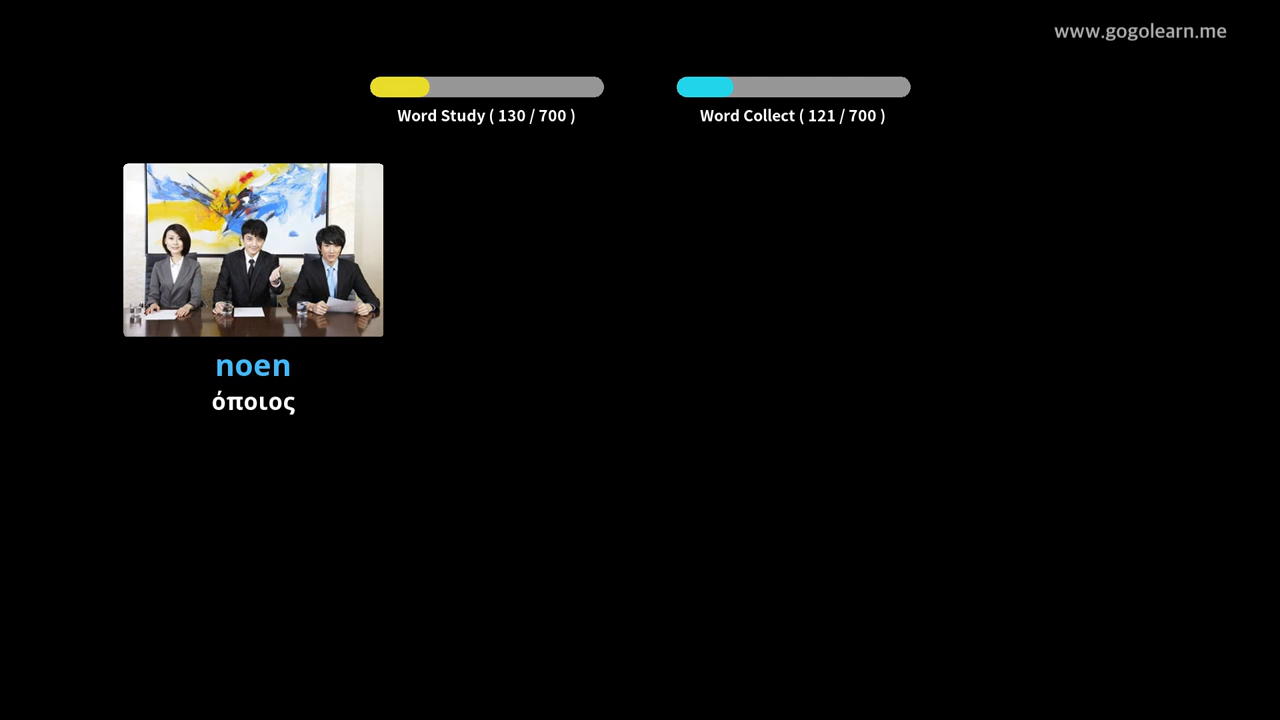 www.gogolearn.me
Word Study ( 130 / 700 )
Word Collect ( 121 / 700 )
noen
όποιος